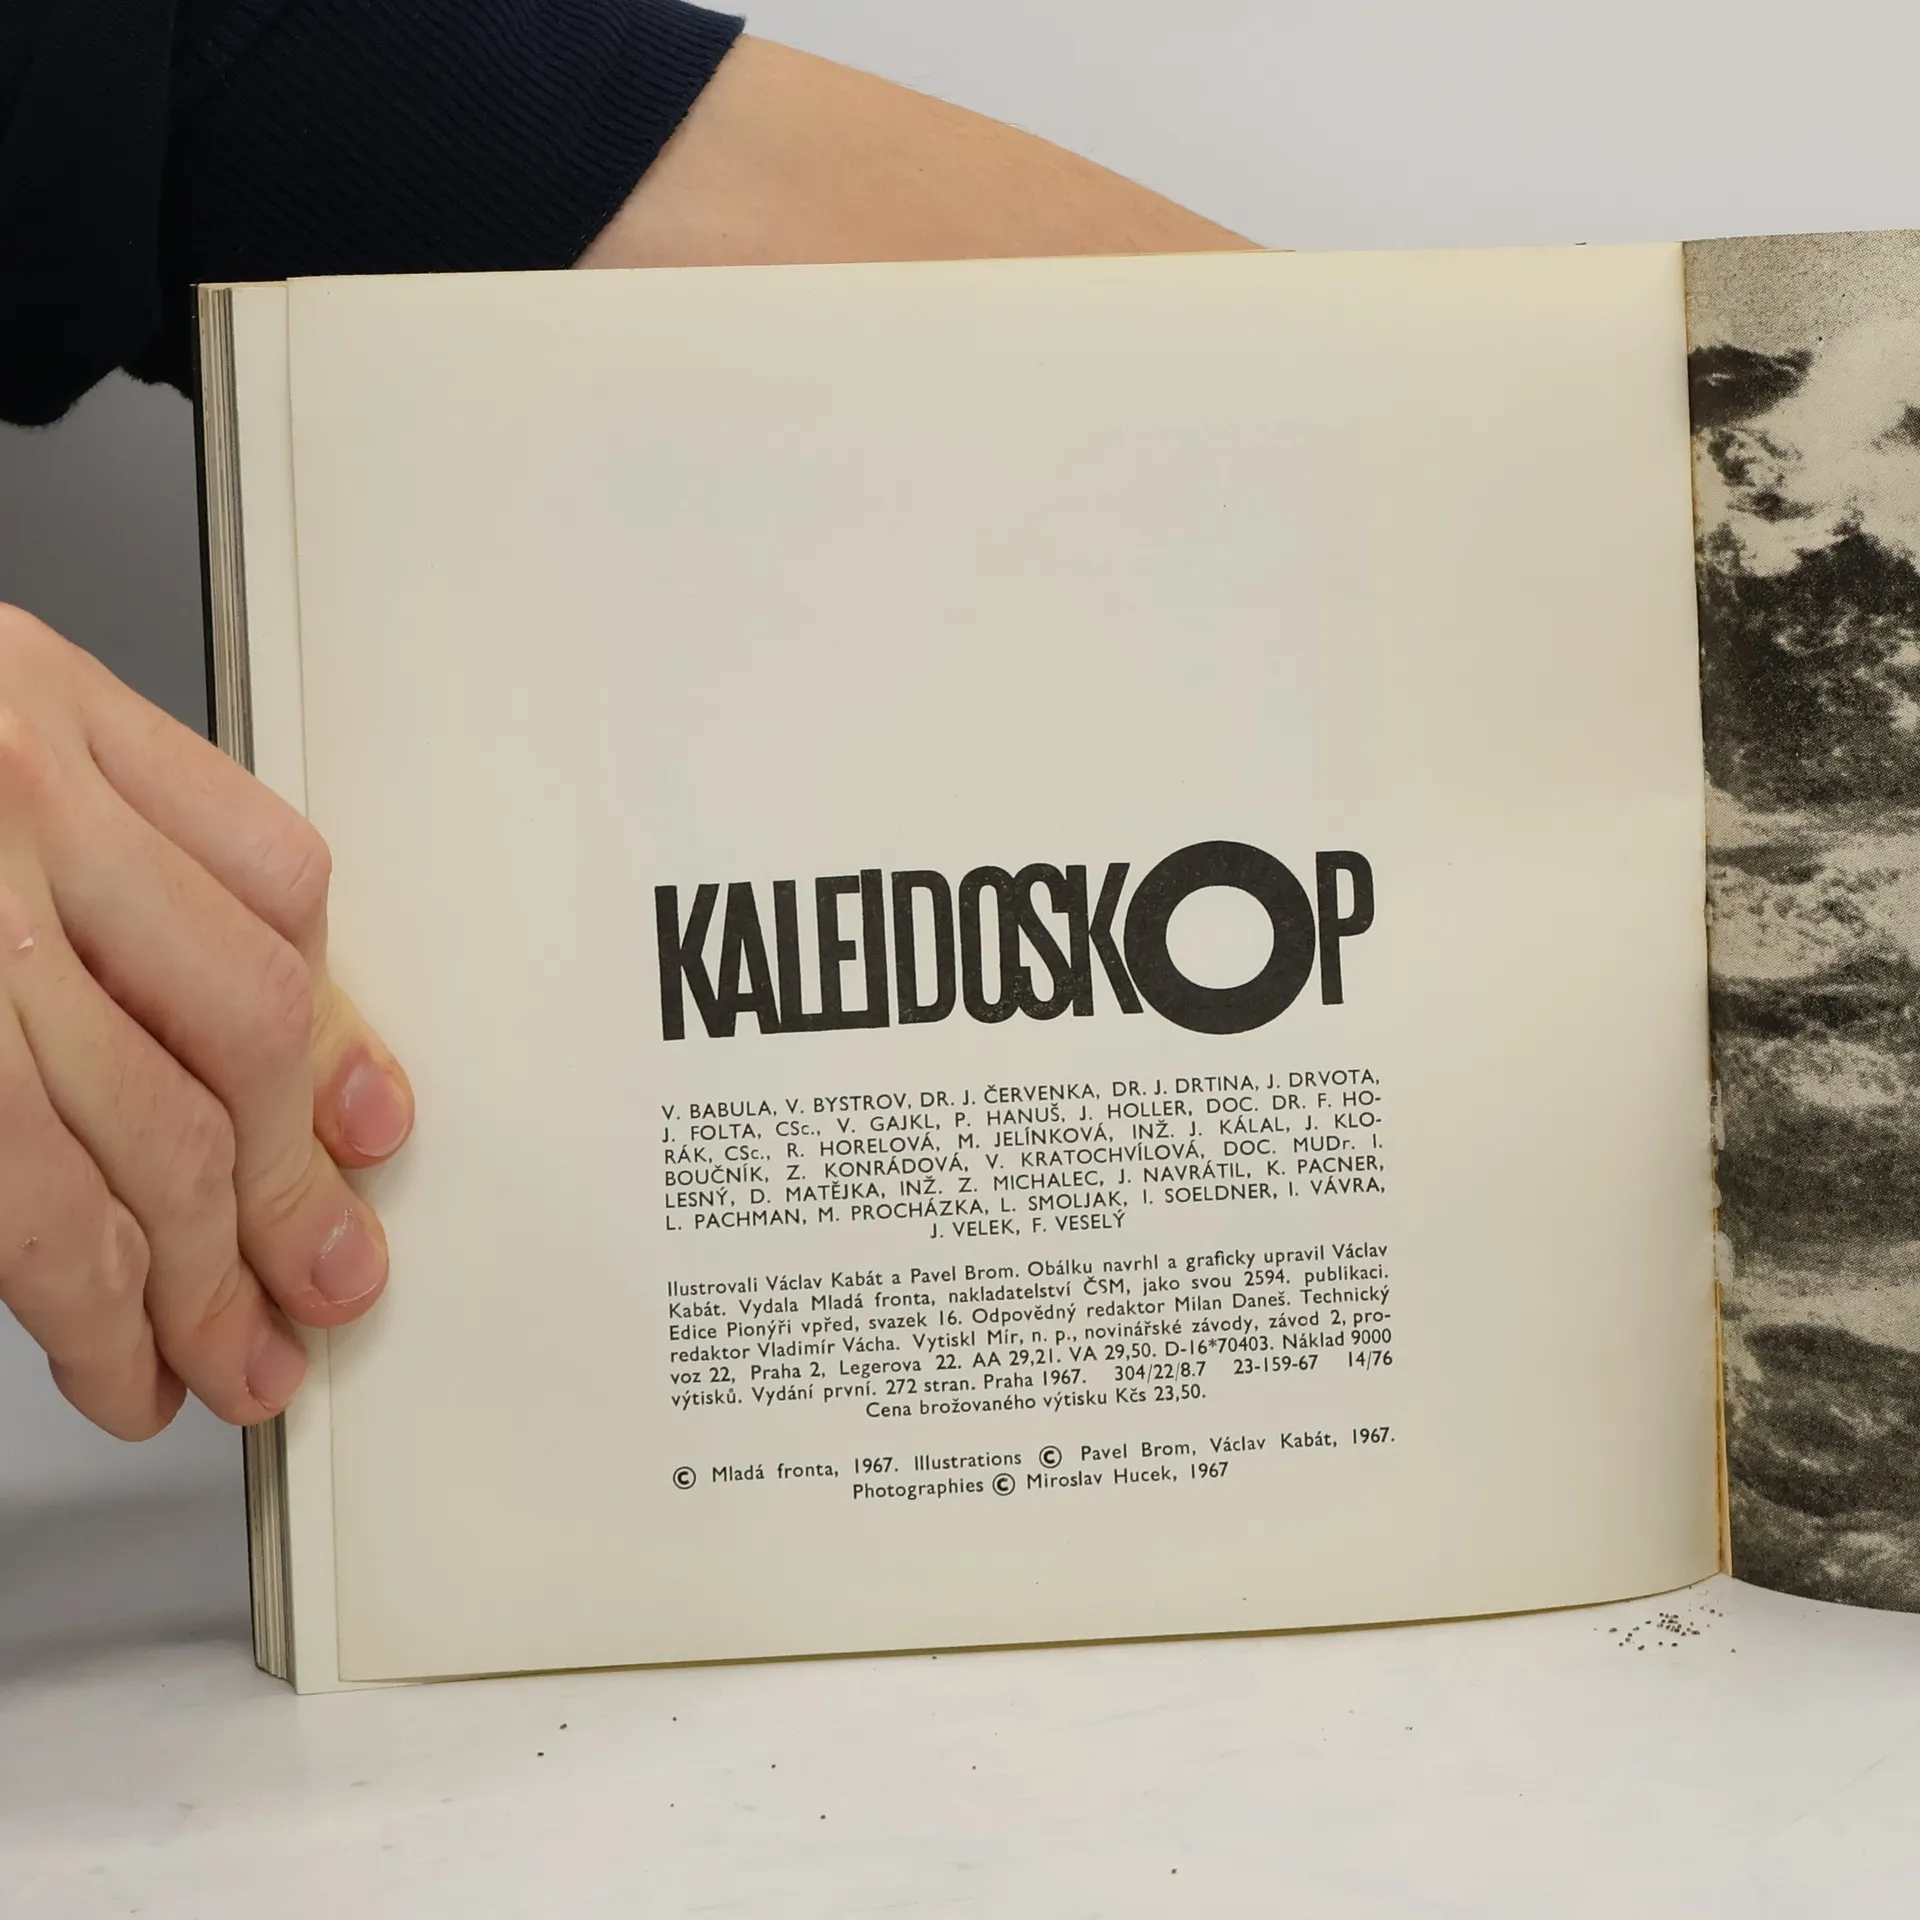 KALEIDOSKOP
V. BABULA, V. BYSTROV, DR. J. ČERVENKA, DR. J. DRTINA, J. DRVOTA,
J. FOLTA, CSc., V. GAJKL, P. HANUŠ, J. HOLLER, DOC. DR. F. HO-
RÁK, CSc., R. HORELOVÁ, M. JELÍNKOVÁ, INŽ. J. KÁLAL, J. KLO-
BOUČNÍK, Z. KONRÁDOVÁ, V. KRATOCHVÍLOVÁ, DOC. MUDr. I.
LESNÝ, D. MATĚJKA, INŽ. Z. MICHALEC, J. NAVRÁTIL, K. PACNER,
L. PACHMAN, M. PROCHÁZKA, L. SMOLJAK, I. SOELDNER, I. VÁVRA,
J. VELEK, F. VESELÝ
Ilustrovali Václav Kabát a Pavel Brom. Obálku navrhl a graficky upravil Václav
Kabát. Vydala Mladá fronta, nakladatelství ČSM, jako svou 2594. publikaci.
Edice Pionýři vpřed, svazek 16. Odpovědný redaktor Milan Daneš. Technický
redaktor Vladimír Vácha. Vytiskl Mír, n. p., novinářské závody, závod 2, pro-
voz 22, Praha 2, Legerova 22. AA 29,21. VA 29,50. D-16*70403. Náklad 9000
výtisků. Vydání první. 272 stran. Praha 1967. 304/22/8.7 23-159-67 14/76
Cena brožovaného výtisku Kčs 23,50.
© Mladá fronta, 1967. Illustrations © Pavel Brom, Václav Kabát, 1967.
Photographies © Miroslav Hucek, 1967